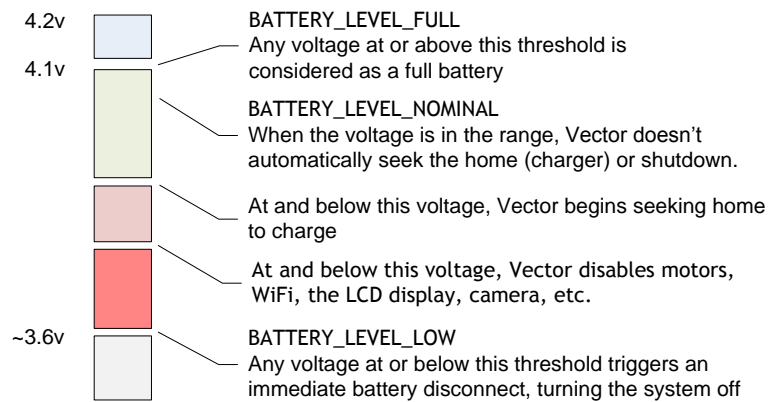 4.2v
BATTERY_LEVEL_FULL
Any voltage at or above this threshold is
considered as a full battery
4.1v
BATTERY_LEVEL_NOMINAL
When the voltage is in the range, Vector doesn't
automatically seek the home (charger) or shutdown.
At and below this voltage, Vector begins seeking home
to charge
At and below this voltage, Vector disables motors,
WiFi, the LCD display, camera, etc.
~3.6v
BATTERY_LEVEL_LOW
Any voltage at or below this threshold triggers an
immediate battery disconnect, turning the system off